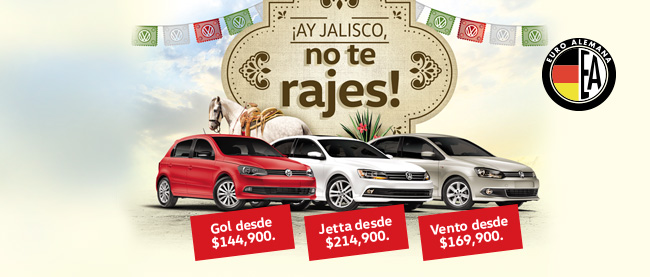 ¡AY JALISCO,
no te
rajes!
EURO ALEMANA
EA
Gol desde
$144,900.
Jetta desde
$214,900.
Vento desde
$169,900.